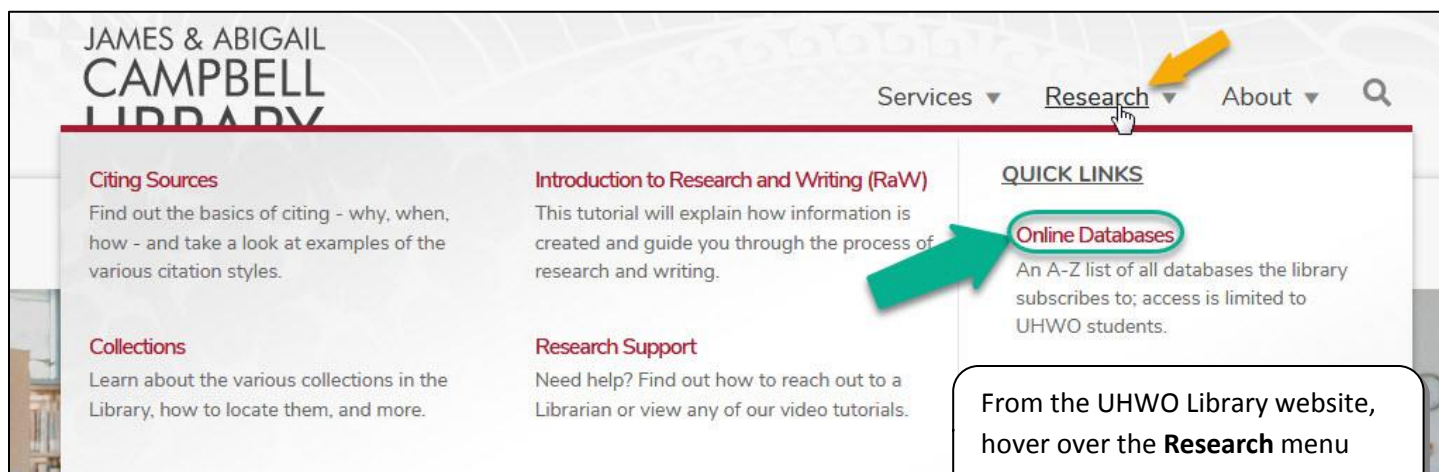 JAMES & ABIGAIL
CAMPBELL
LIBRARY
Services Research About
Citing Sources
Find out the basics of citing - why, when,
how - and take a look at examples of the
various citation styles.
Introduction to Research and Writing (RaW)
This tutorial will explain how information is
created and guide you through the process of
research and writing.
QUICK LINKS
Online Databases
An A-Z list of all databases the library
subscribes to; access is limited to
UHWO students.
Collections
Learn about the various collections in the
Library, how to locate them, and more.
Research Support
Need help? Find out how to reach out to a
Librarian or view any of our video tutorials.
From the UHWO Library website,
hover over the Research menu